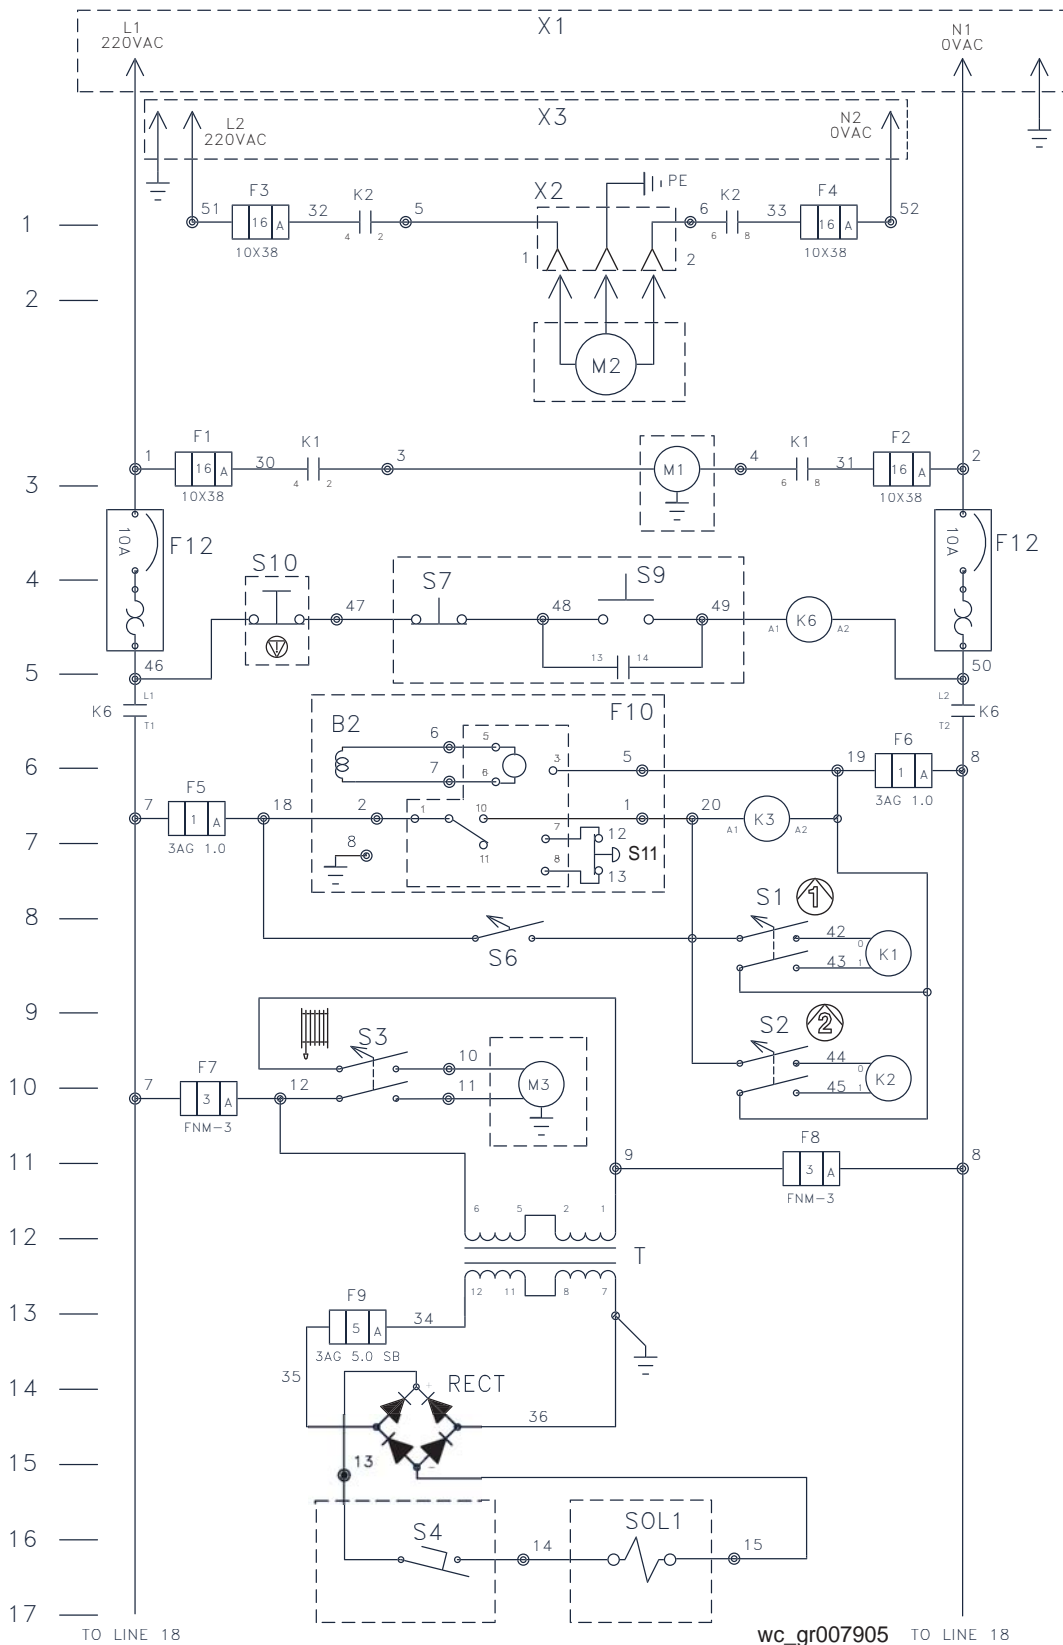 L1 X1 N1
220VAC 0VAC
L2 X3 N2
220VAC 0VAC
PE
F3 K2 X2 K2 F4
1 51 16 A 32 5 6 33 16 A 52
4 2 6 8
10X38 1 2 10X38
2
M2
F1 K1 K1 F2
1 30 3 M1 4 31 2
16 A 4 2 6 8 16 A
3 10X38 10X38
10A F12 10A F12
4 S10 S7 S9
47 48 49 K6
A1 A2
13 14
5 46 50
L1 L2
K6 K6
T1 T2
F10
B2
F6
6 6 5 3 5 19 1 A 8
7 6 3AG 1.0
F5
7 1 A 18 2 1 10 1 20 K3
A1 A2
7 3AG 1.0 8 11 7 12
8 S11
13
8 S1 1
S6 42 0 K1
43 1
9 S2 2
S3 44 0 K2
45 1
10 7 F7 12 10 M3
3 A 11
FNM-3
11 9 F8 8
3 A
FNM-3
6 5 2 1
12 T
12 11 8 7
13 F9 34
5 A
3AG 5.0 SB
35
14 + RECT
36
15 13 -
16 S4 14 SOL1 15
17
TO LINE 18 wc_gr007905 TO LINE 18